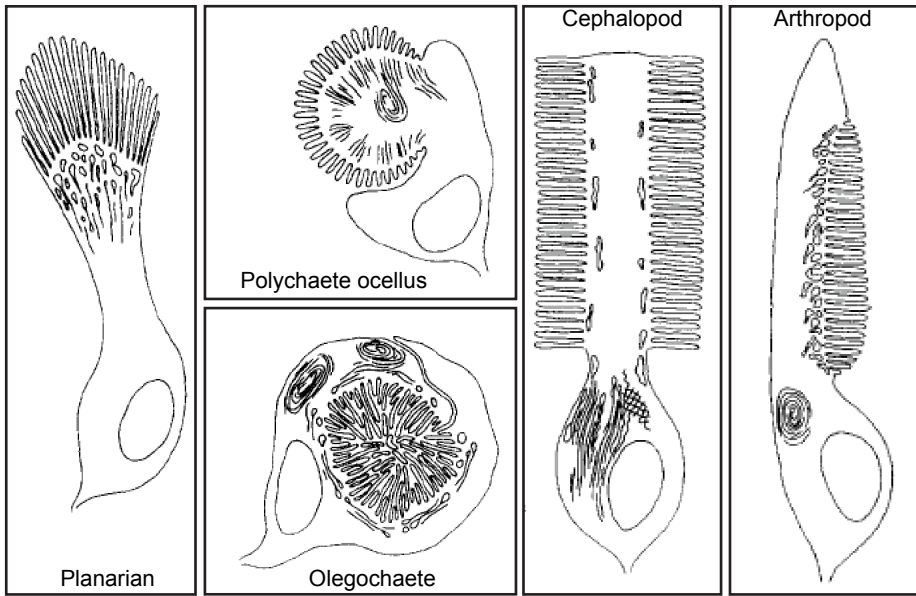 Cephalopod
Arthropod
Polychaete ocellus
Planarian
Olegochaete